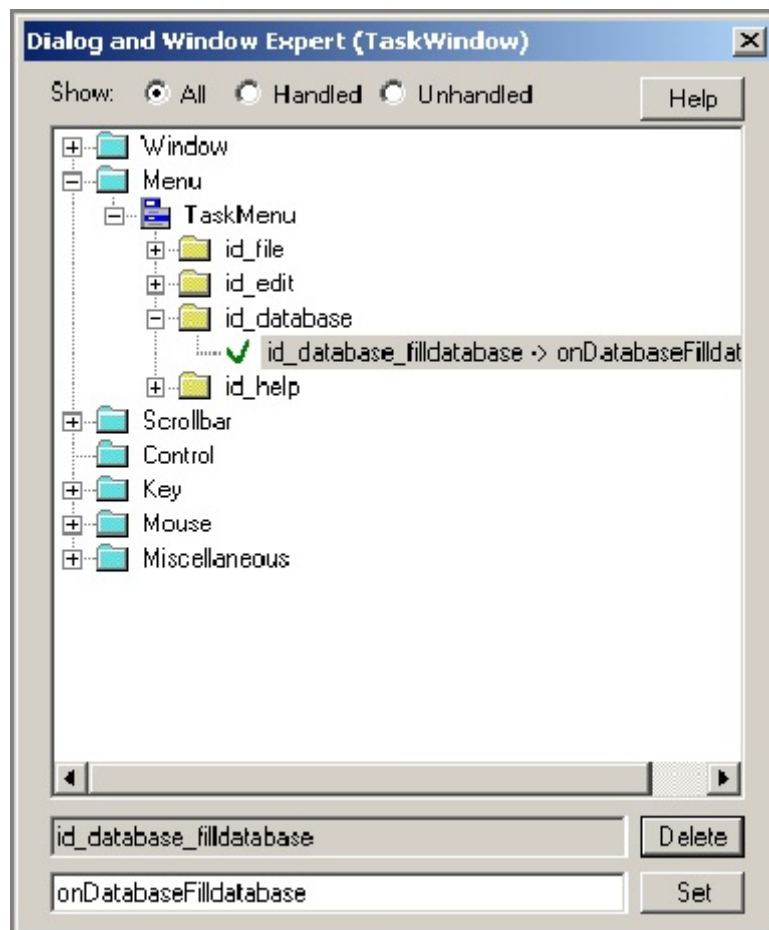 Dialog and Window Expert (TaskWindow)
Show: All Handled Unhandled Help
Window
Menu
TaskMenu
id_file
id_edit
id_database
id_database_filldatabase -> onDatabaseFilldat
id_help
Scrollbar
Control
Key
Mouse
Miscellaneous
id_database_filldatabase Delete
onDatabaseFilldatabase Set